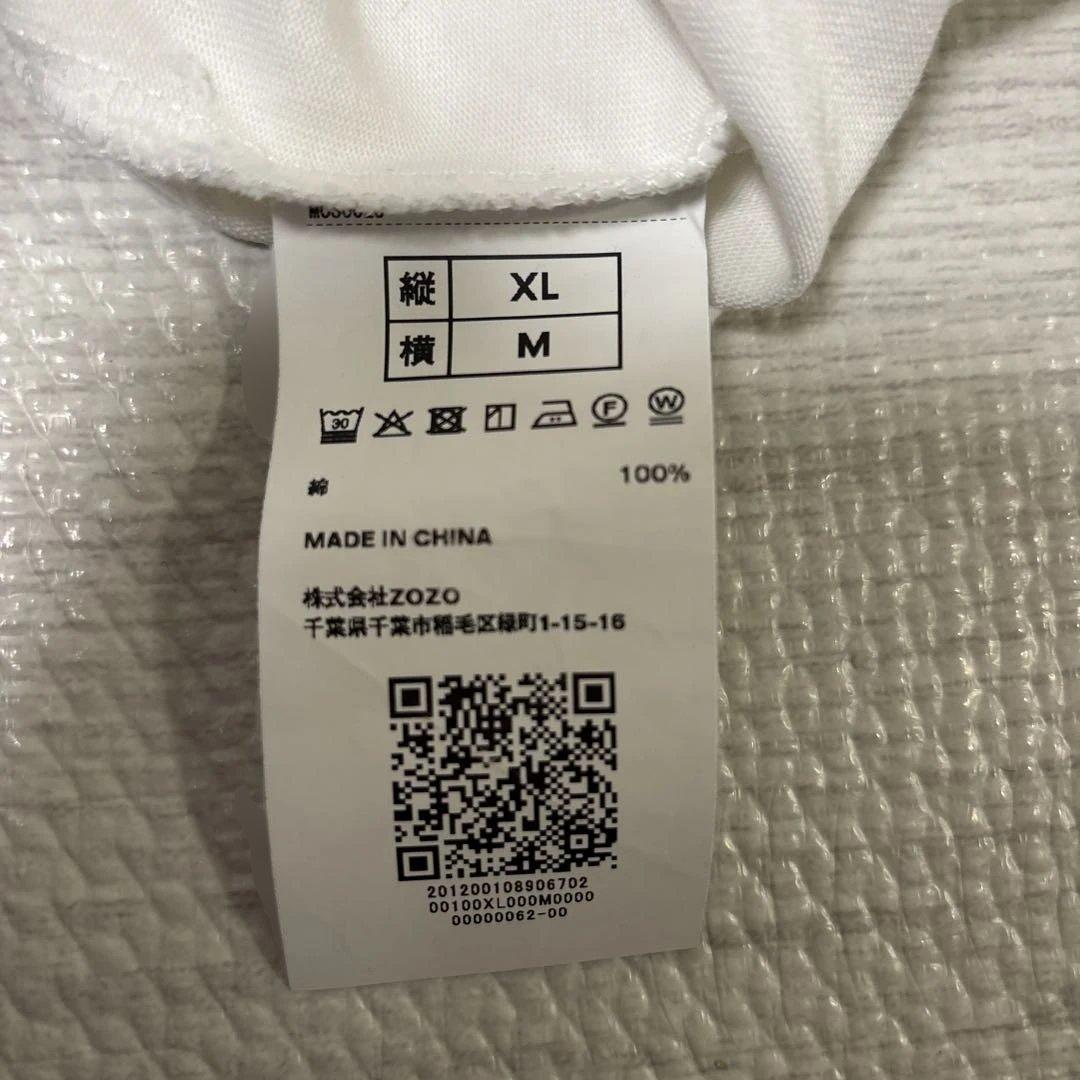 縦 XL
横 M
30 F W
綿 100%
MADE IN CHINA
株式会社ZOZO
千葉県千葉市稲毛区緑町1-15-16
201200108906702
00100XL000M0000
00000062-00